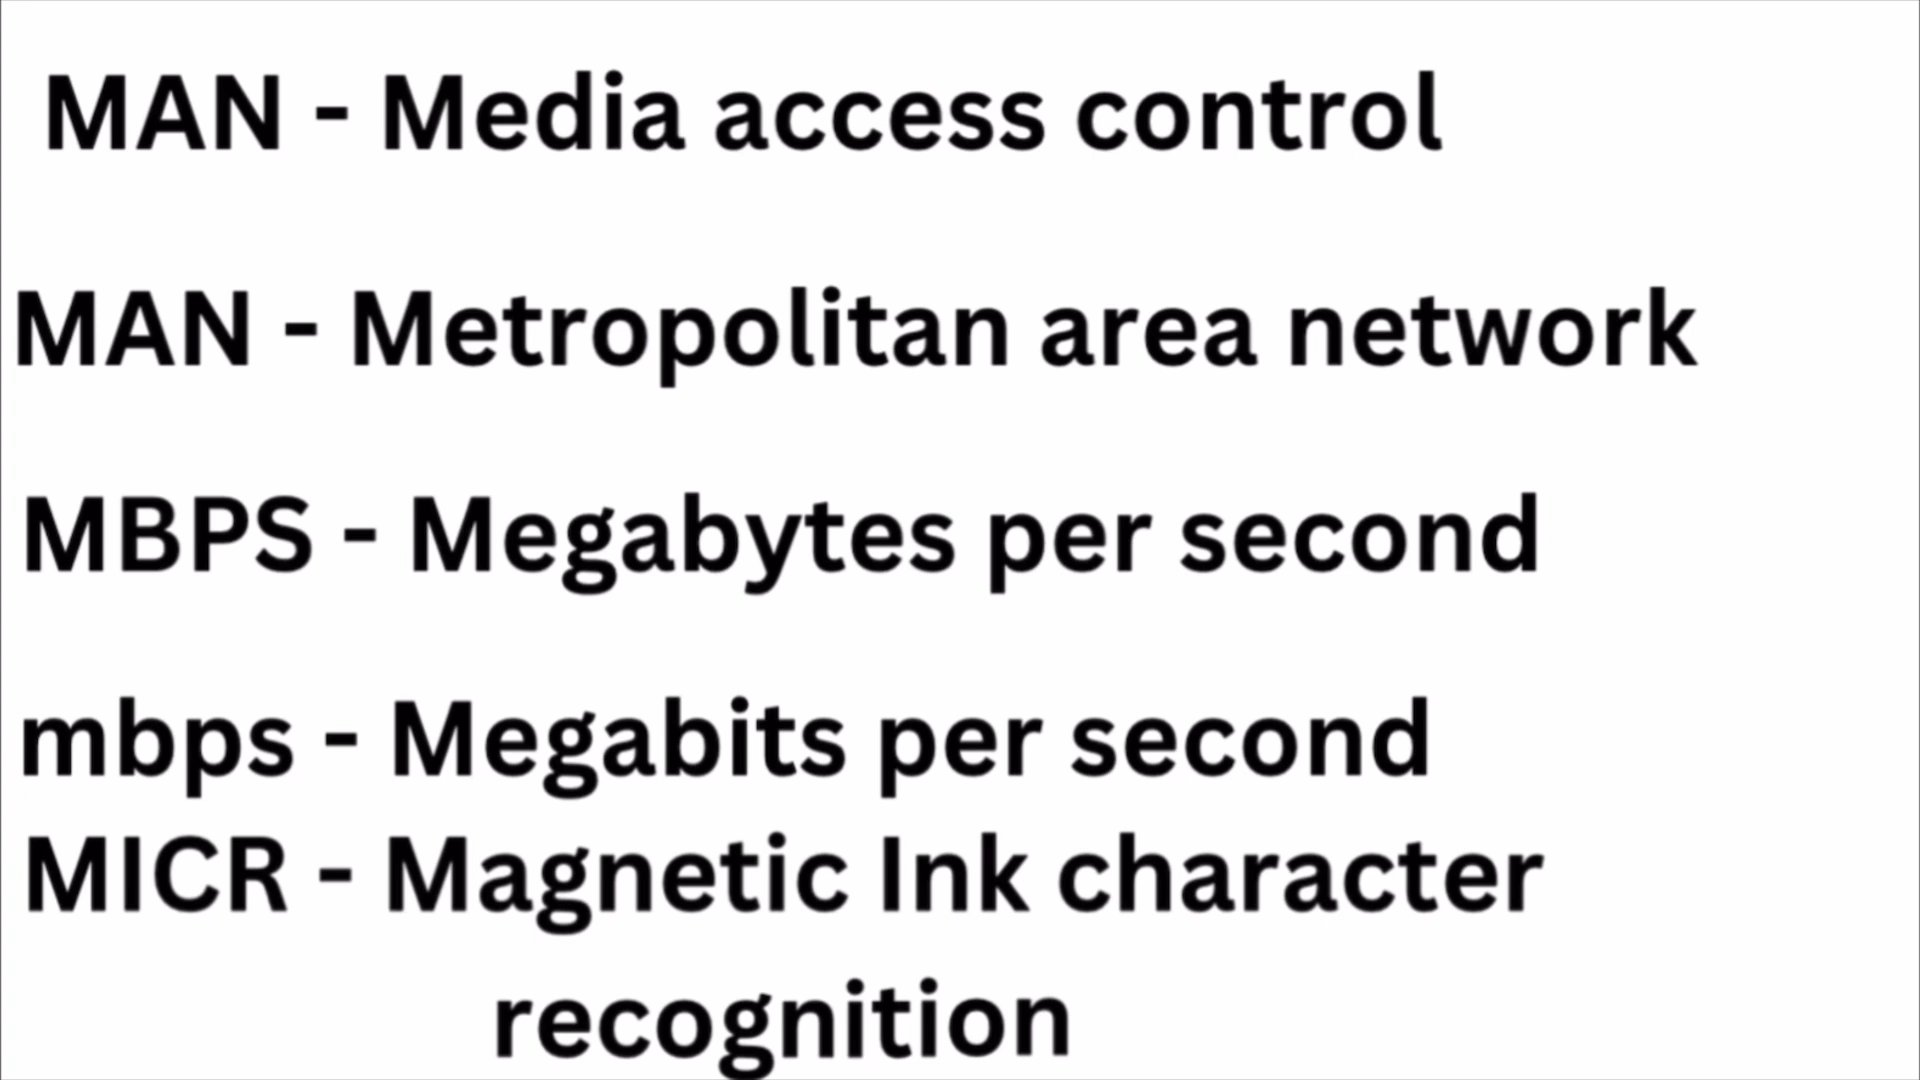 MAN - Media access control
MAN - Metropolitan area network
MBPS - Megabytes per second
mbps - Megabits per second
MICR - Magnetic Ink character
recognition